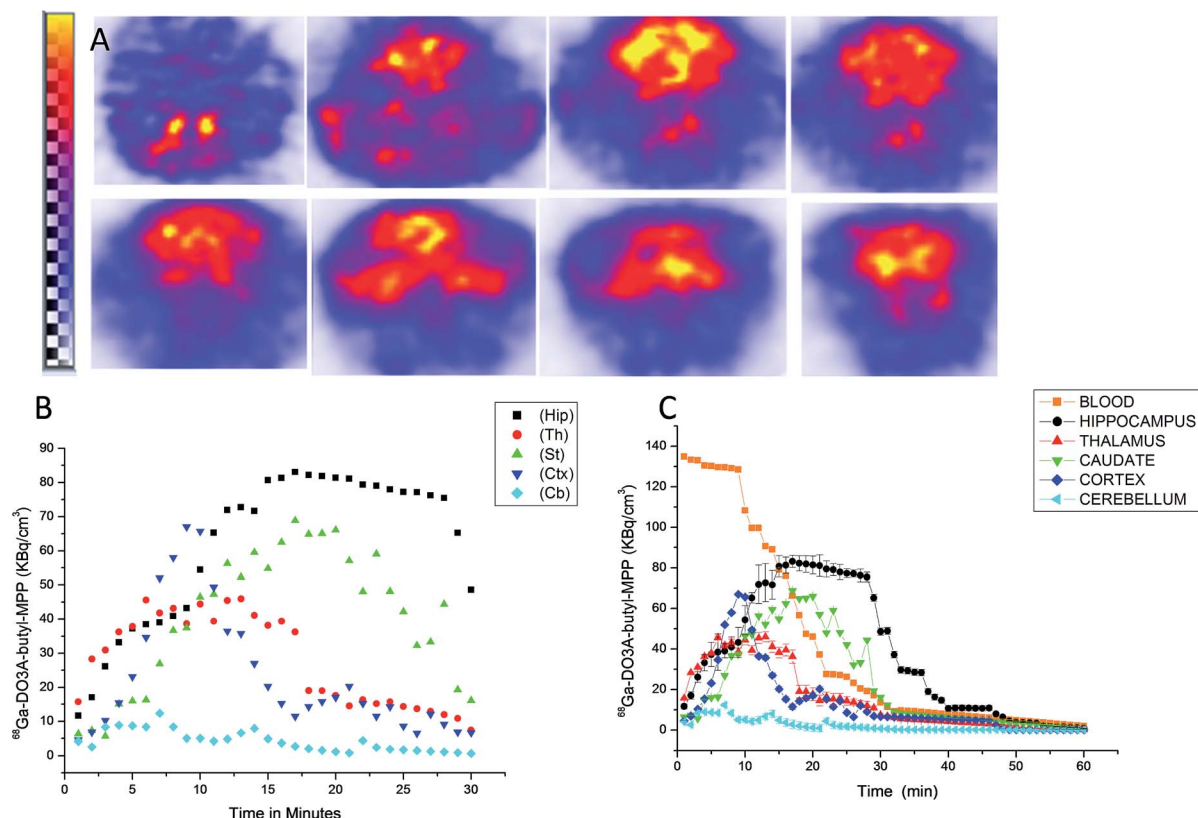 A
B
(Hip)
(Th)
(St)
(Ctx)
(Cb)
90
80
70
60
50
40
30
20
10
0
⁶⁸Ga-DO3A-butyl-MPP (KBq/cm³)
0 5 10 15 20 25 30
Time in Minutes
C
BLOOD
HIPPOCAMPUS
THALAMUS
CAUDATE
CORTEX
CEREBELLUM
140
120
100
80
60
40
20
0
⁶⁸Ga-DO3A-butyl-MPP (KBq/cm³)
0 10 20 30 40 50 60
Time (min)